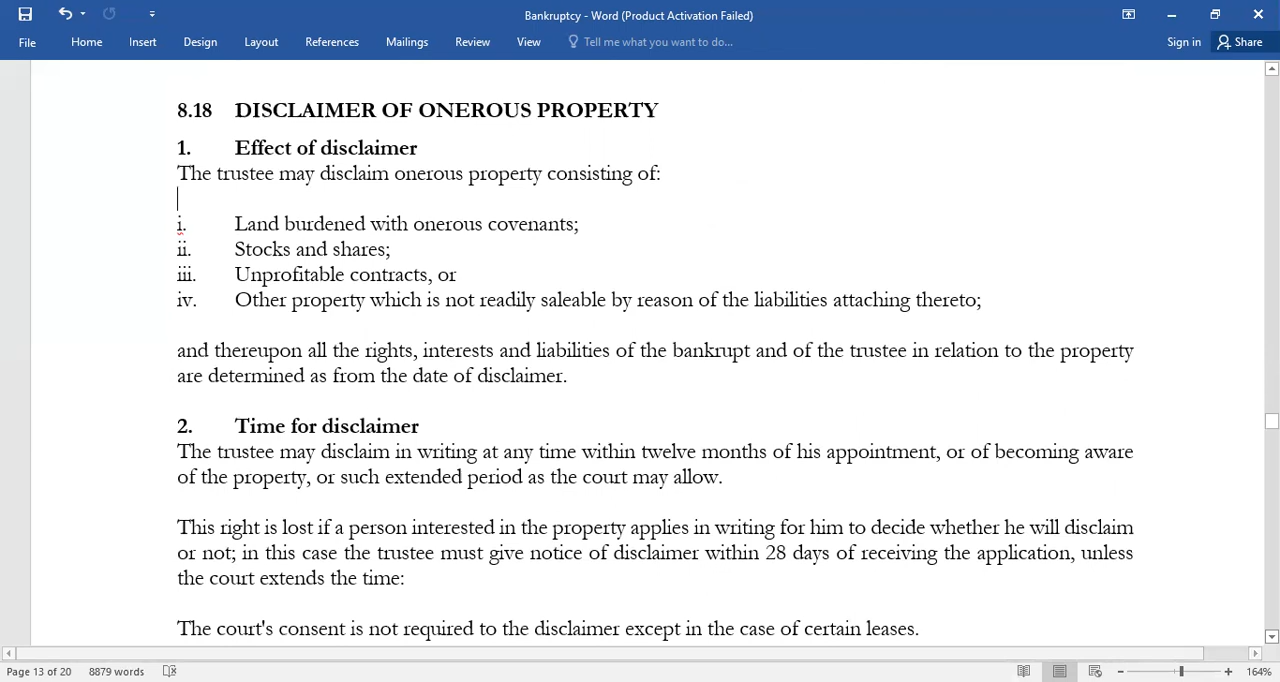 Bankruptcy - Word (Product Activation Failed)
File Home Insert Design Layout References Mailings Review View Tell me what you want to do... Sign in Share
8.18 DISCLAIMER OF ONEROUS PROPERTY
1. Effect of disclaimer
The trustee may disclaim onerous property consisting of:
i. Land burdened with onerous covenants;
ii. Stocks and shares;
iii. Unprofitable contracts, or
iv. Other property which is not readily saleable by reason of the liabilities attaching thereto;
and thereupon all the rights, interests and liabilities of the bankrupt and of the trustee in relation to the property
are determined as from the date of disclaimer.
2. Time for disclaimer
The trustee may disclaim in writing at any time within twelve months of his appointment, or of becoming aware
of the property, or such extended period as the court may allow.
This right is lost if a person interested in the property applies in writing for him to decide whether he will disclaim
or not; in this case the trustee must give notice of disclaimer within 28 days of receiving the application, unless
the court extends the time:
The court's consent is not required to the disclaimer except in the case of certain leases.
Page 13 of 20 8879 words 164%